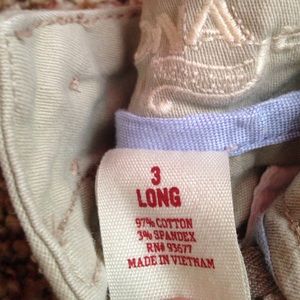 3
LONG
97% COTTON
3% SPANDEX
RN# 93677
MADE IN VIETNAM